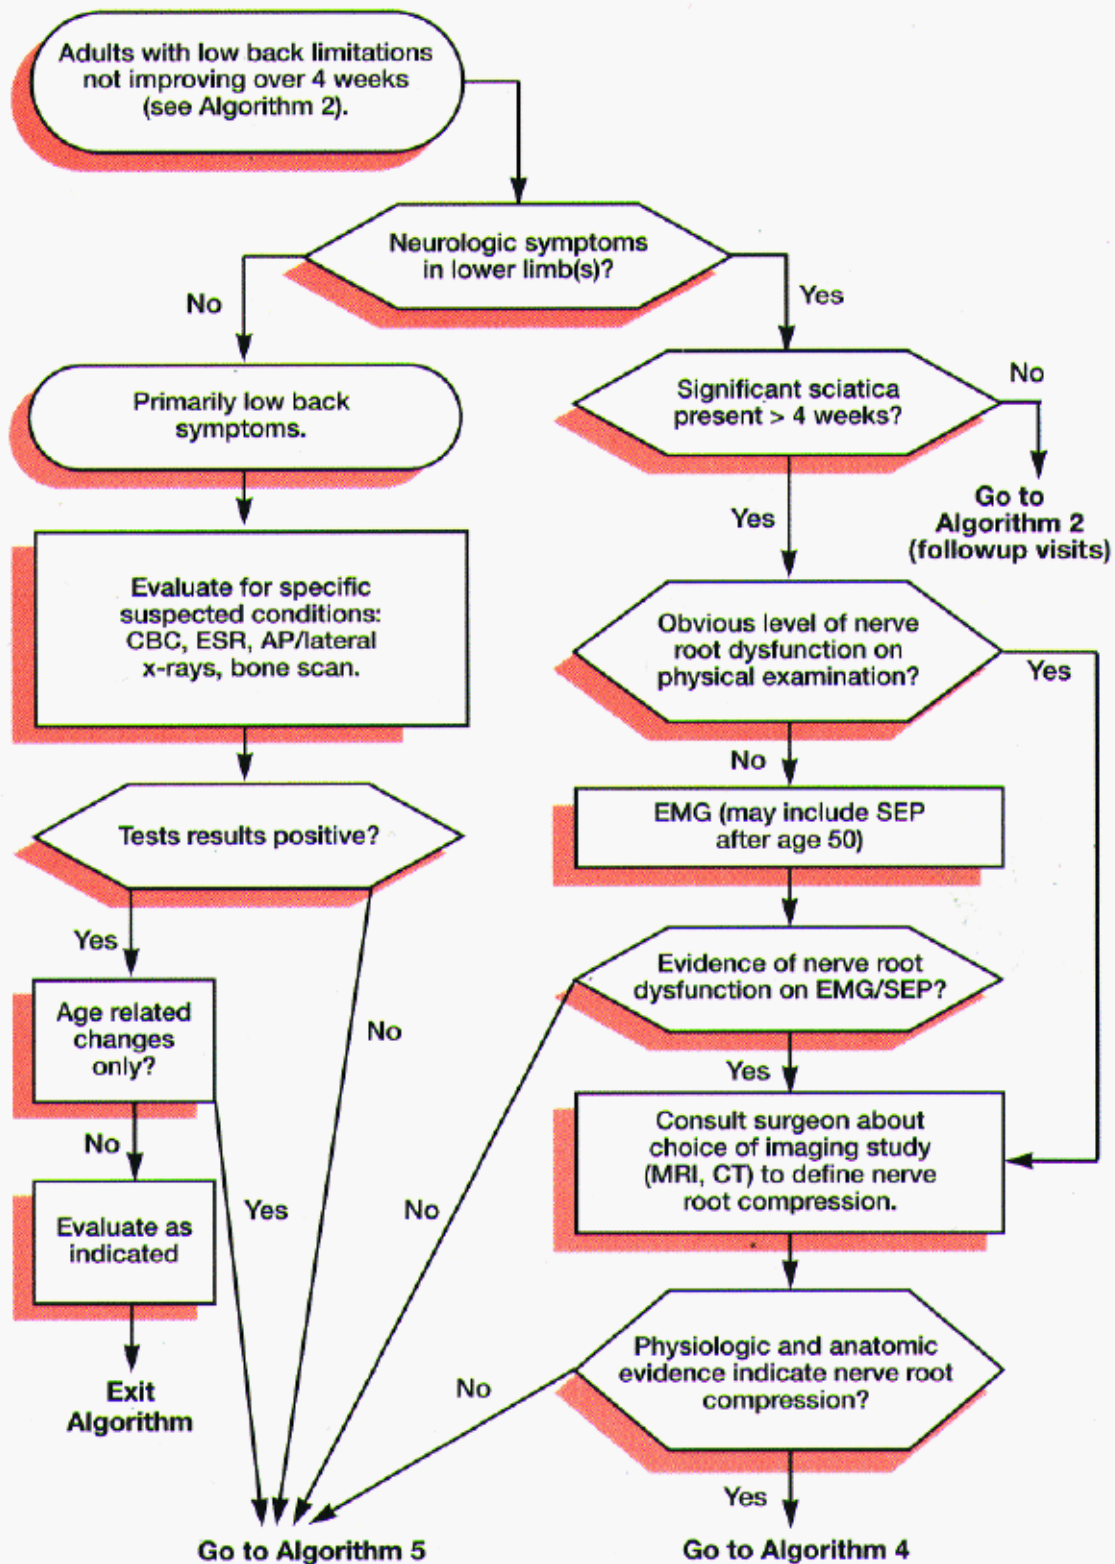 Adults with low back limitations
not improving over 4 weeks
(see Algorithm 2).
Neurologic symptoms
in lower limb(s)?
No
Yes
Primarily low back
symptoms.
Significant sciatica
present > 4 weeks?
No
Go to
Algorithm 2
(followup visits)
Yes
Evaluate for specific
suspected conditions:
CBC, ESR, AP/lateral
x-rays, bone scan.
Obvious level of nerve
root dysfunction on
physical examination?
Yes
No
Tests results positive?
EMG (may include SEP
after age 50)
Yes
No
Age related
changes
only?
Evidence of nerve root
dysfunction on EMG/SEP?
Yes
No
No
Yes
Consult surgeon about
choice of imaging study
(MRI, CT) to define nerve
root compression.
Evaluate as
indicated
Exit
Algorithm
Physiologic and anatomic
evidence indicate nerve root
compression?
No
Yes
Go to Algorithm 5
Go to Algorithm 4